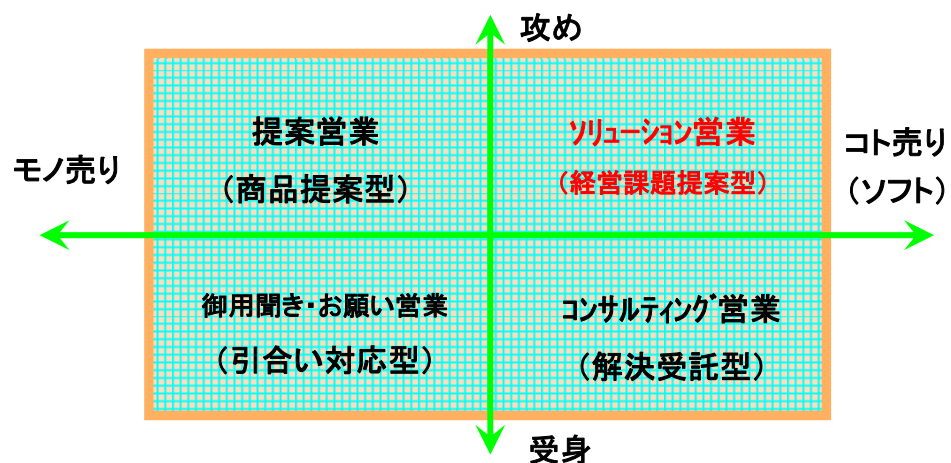 攻め
提案営業
(商品提案型)
ソリューション営業
(経営課題提案型)
モノ売り
コト売り
(ソフト)
御用聞き・お願い営業
(引合い対応型)
コンサルティング営業
(解決受託型)
受身